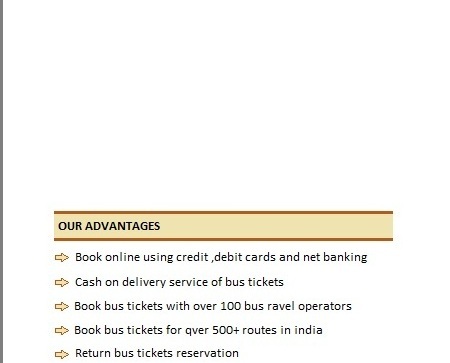 OUR ADVANTAGES
Book online using credit ,debit cards and net banking
Cash on delivery service of bus tickets
Book bus tickets with over 100 bus ravel operators
Book bus tickets for qver 500+ routes in india
Return bus tickets reservation